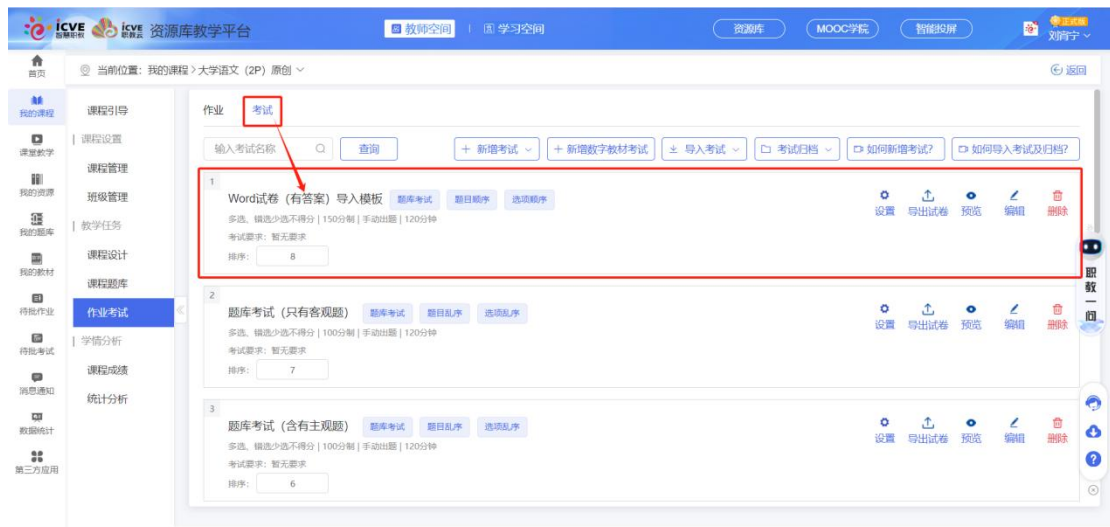 智慧职教 icve 职教云 资源库教学平台 教师空间 | 学习空间 资源库 MOOC学院 智能投屏 正式版
刘宵宁
首页 当前位置：我的课程>大学语文（2P）原创 返回
我的课程
课堂教学
我的资源
我的题库
我的教材
待批作业
待批考试
消息通知
数据统计
第三方应用
课程引导
课程设置
课程管理
班级管理
教学任务
课程设计
课程题库
作业考试
学情分析
课程成绩
统计分析
作业 考试
输入考试名称 查询 + 新增考试 + 新增数字教材考试 导入考试 考试归档 如何新增考试? 如何导入考试及归档?
1
Word试卷（有答案）导入模板 题库考试 题目顺序 选项顺序
多选、错选少选不得分 | 150分制 | 手动出题 | 120分钟
考试要求：暂无要求
排序： 8
设置 导出试卷 预览 编辑 删除
2
题库考试（只有客观题） 题库考试 题目乱序 选项乱序
多选、错选少选不得分 | 100分制 | 手动出题 | 120分钟
考试要求：暂无要求
排序： 7
设置 导出试卷 预览 编辑 删除
3
题库考试（含有主观题） 题库考试 题目乱序 选项乱序
多选、错选少选不得分 | 100分制 | 手动出题 | 120分钟
考试要求：暂无要求
排序： 6
设置 导出试卷 预览 编辑 删除
职教一问